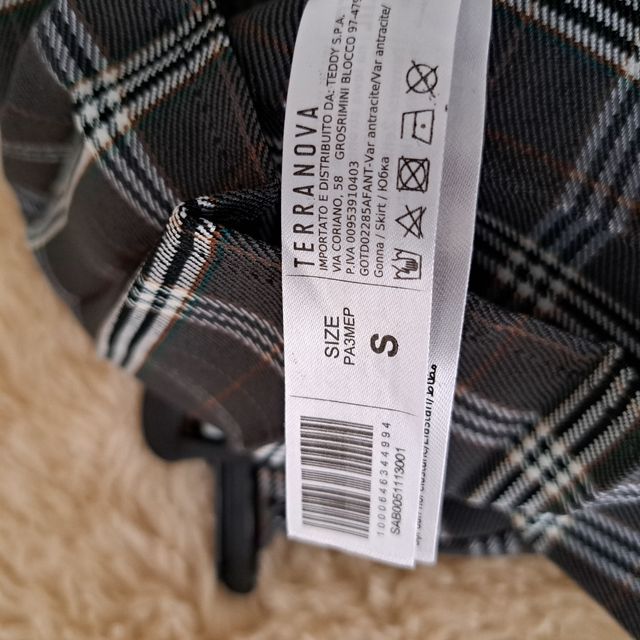 TERRANOVA
IMPORTATO E DISTRIBUITO DA: TEDDY S.P.A.
VIA CORIANO, 58 GROSRIMINI BLOCCO 97-47
P.IVA 00953910403
GOTD02285AFANT-Var antracite/Var antracite/
Gonna / Skirt / Юбка
SIZE
РАЗМЕР
S
1000646344994
SAB0051113001